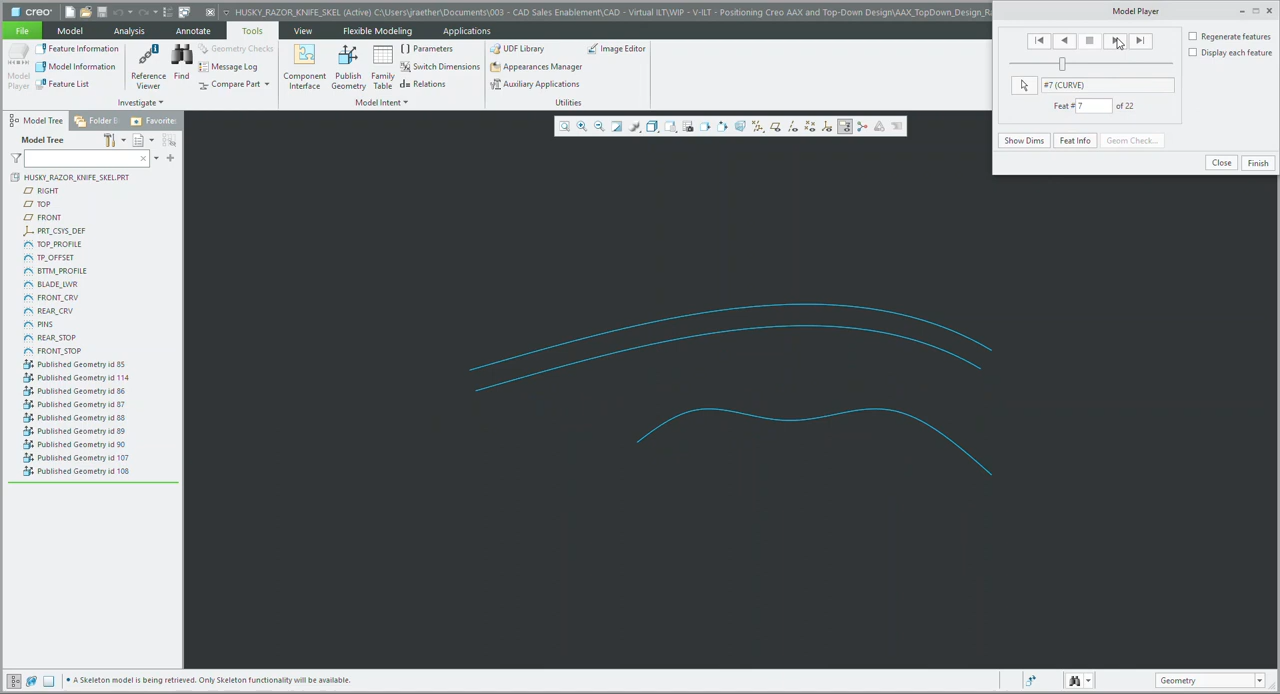 creo HUSKY_RAZOR_KNIFE_SKEL (Active) C:\Users\jraether\Documents\003 - CAD Sales Enablement\CAD - Virtual ILT\WIP - V-ILT - Positioning Creo AAX and Top-Down Design\AAX_TopDown_Design_Ra
File Model Analysis Annotate Tools View Flexible Modeling Applications
Model Player
Feature Information
Model Information
Feature List
Reference Viewer
Find
Geometry Checks
Message Log
Compare Part
Investigate
Component Interface
Publish Geometry
Family Table
Parameters
Switch Dimensions
Relations
Model Intent
UDF Library
Appearances Manager
Auxiliary Applications
Image Editor
Utilities
Model Player
Regenerate features
Display each feature
#7 (CURVE)
Feat # 7 of 22
Show Dims Feat Info Geom Check...
Close Finish
Model Tree Folder B Favorite
HUSKY_RAZOR_KNIFE_SKEL.PRT
RIGHT
TOP
FRONT
PRT_CSYS_DEF
TOP_PROFILE
TP_OFFSET
BTTM_PROFILE
BLADE_LWR
FRONT_CRV
REAR_CRV
PINS
REAR_STOP
FRONT_STOP
Published Geometry id 85
Published Geometry id 114
Published Geometry id 86
Published Geometry id 87
Published Geometry id 88
Published Geometry id 89
Published Geometry id 90
Published Geometry id 107
Published Geometry id 108
• A Skeleton model is being retrieved. Only Skeleton functionality will be available.
Geometry